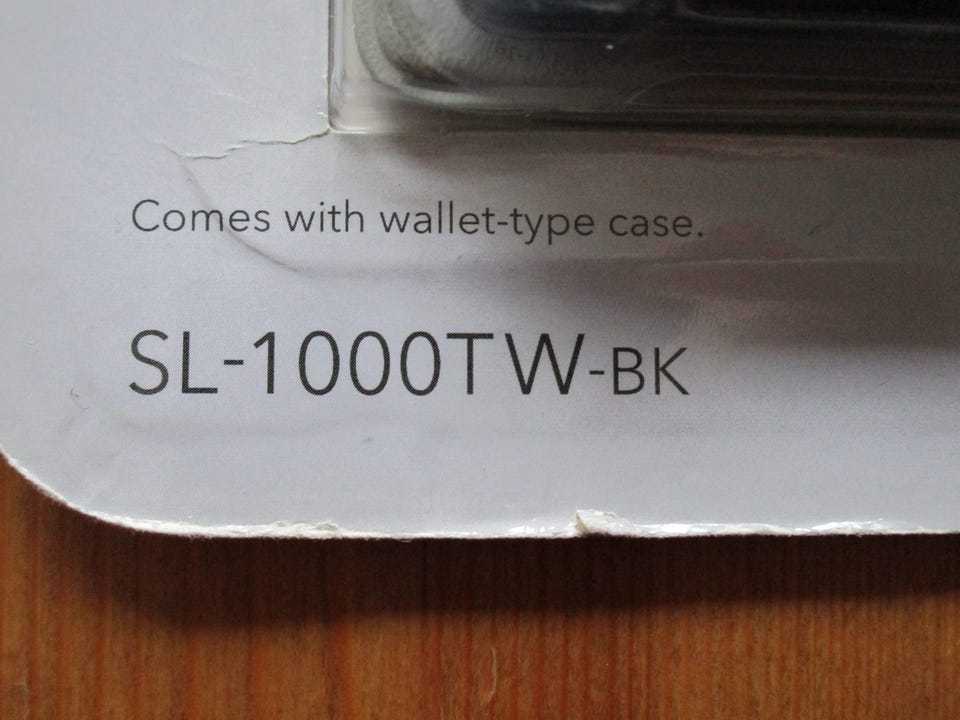 Comes with wallet-type case.
SL-1000TW-BK